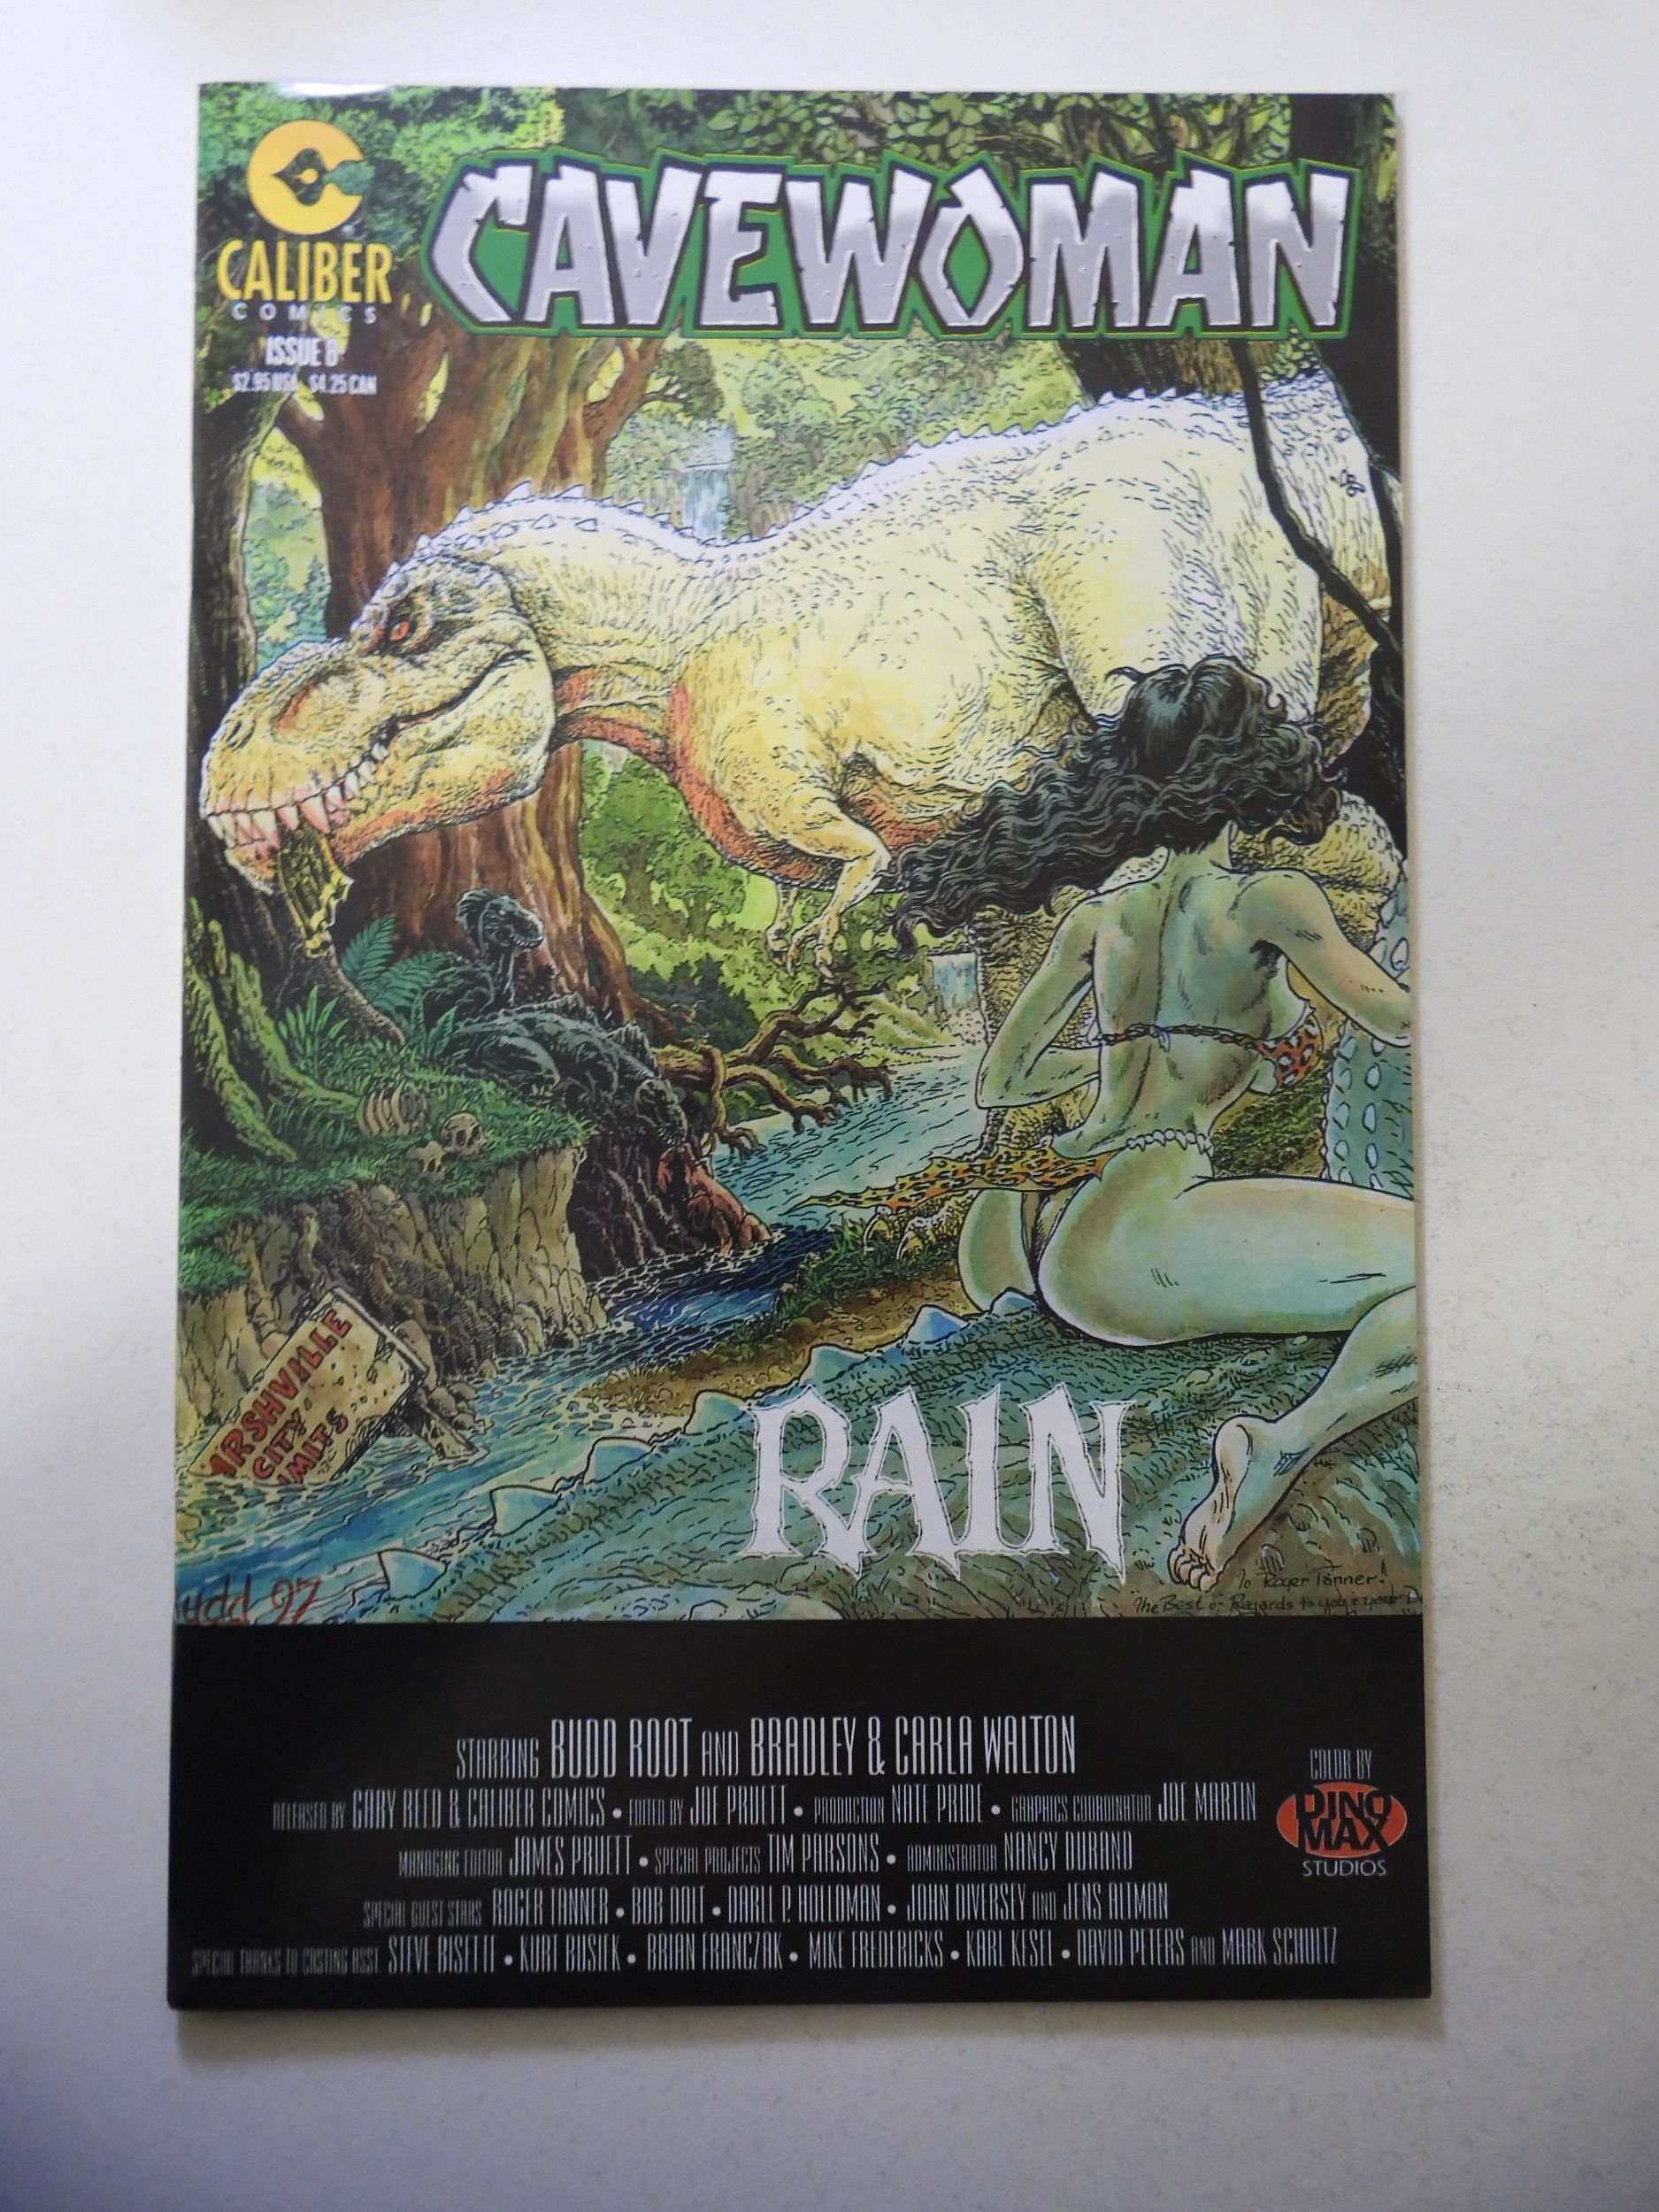 CAVEWOMAN
CALIBER
COMICS
ISSUE 8
$2.95 USA $4.25 CAN
RSHVILLE
CITY
IMITS
RAIN
udd 97
To Roger Tanner!
The Best o Regards to you & your D
STARRING BUDD ROOT AND BRADLEY & CARLA WALTON
RELEASED BY GARY REED & CALIBER COMICS • EDITED BY JOE PRUETT • PRODUCTION NATE PRIDE • GRAPHICS COORDINATOR JOE MARTIN
MANAGING EDITOR JAMES PRUETT • SPECIAL PROJECTS TIM PARSONS • ADMINISTRATOR NANCY DURAND
SPECIAL GUEST STARS ROGER TANNER • BOB DOLT • DARLL P. HOLLOMAN • JOHN DIVERSEY AND JENS ALTMAN
SPECIAL THANKS TO CASTING ASST. STEVE BISETTE • KURT BUSIEK • BRIAN FRANCZAK • MIKE FREDERICKS • KARL KESEL • DAVID PETERS AND MARK SCHULTZ
COLOR BY
DINO
MAX
STUDIOS